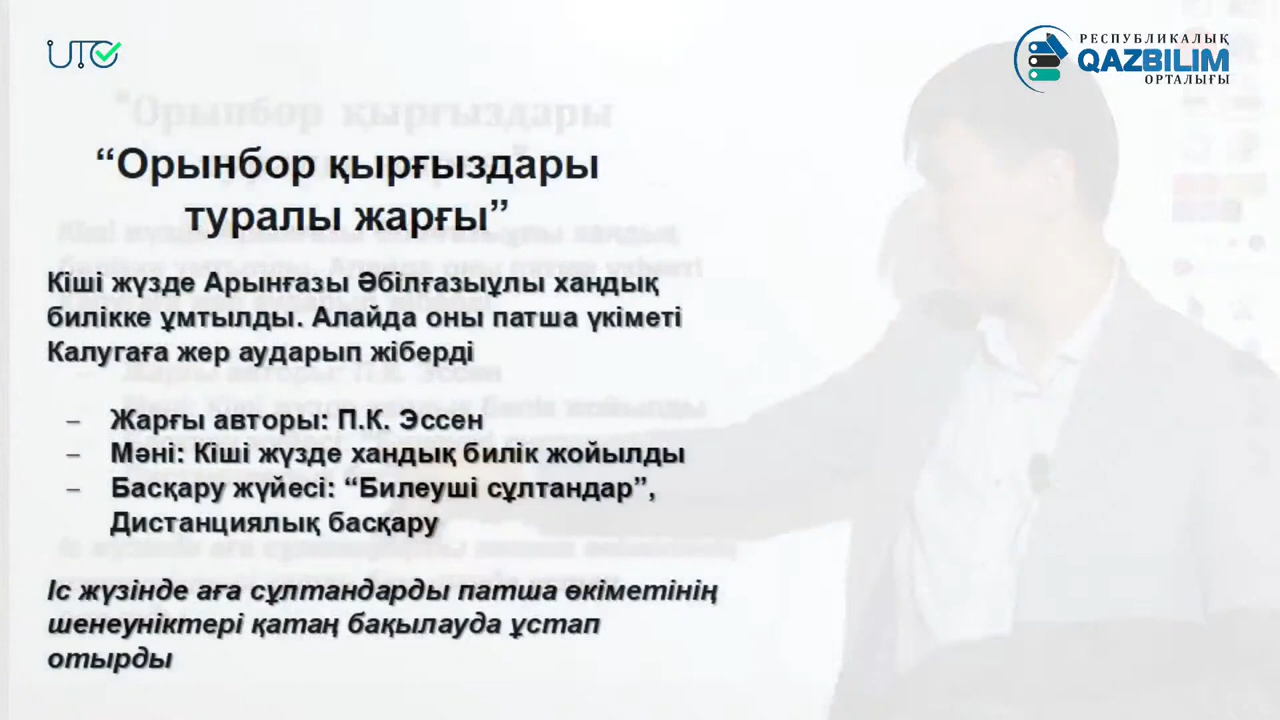 UTO
РЕСПУБЛИКАЛЫҚ
QAZBILIM
ОРТАЛЫҒЫ
“Орынбор қырғыздары
туралы жарғы”
Кіші жүзде Арынғазы Әбілғазыұлы хандық
билікке ұмтылды. Алайда оны патша үкіметі
Калугаға жер аударып жіберді
– Жарғы авторы: П.К. Эссен
– Мәні: Кіші жүзде хандық билік жойылды
– Басқару жүйесі: “Билеуші сұлтандар”,
Дистанциялық басқару
Іс жүзінде аға сұлтандарды патша өкіметінің
шенеуніктері қатаң бақылауда ұстап
отырды